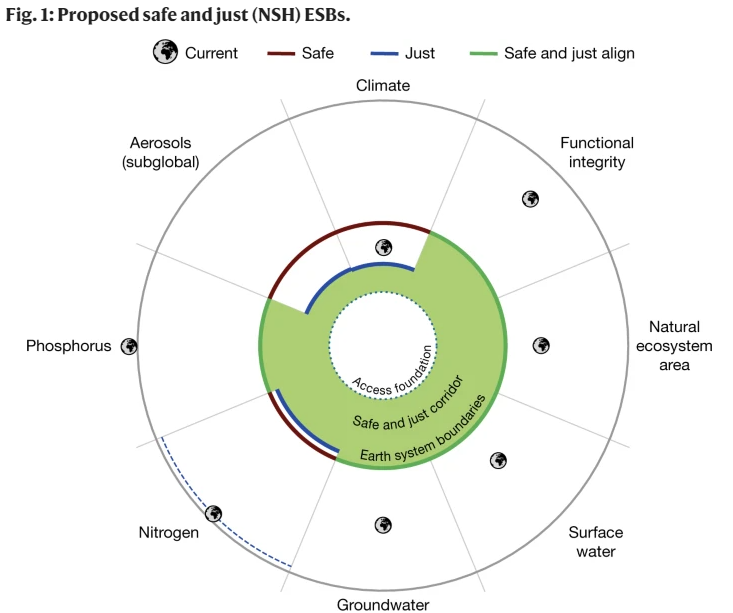 Fig. 1: Proposed safe and just (NSH) ESBs.
Current
Safe
Just
Safe and just align
Climate
Aerosols
(subglobal)
Functional
integrity
Phosphorus
Natural
ecosystem
area
Access foundation
Safe and just corridor
Earth system boundaries
Nitrogen
Surface
water
Groundwater